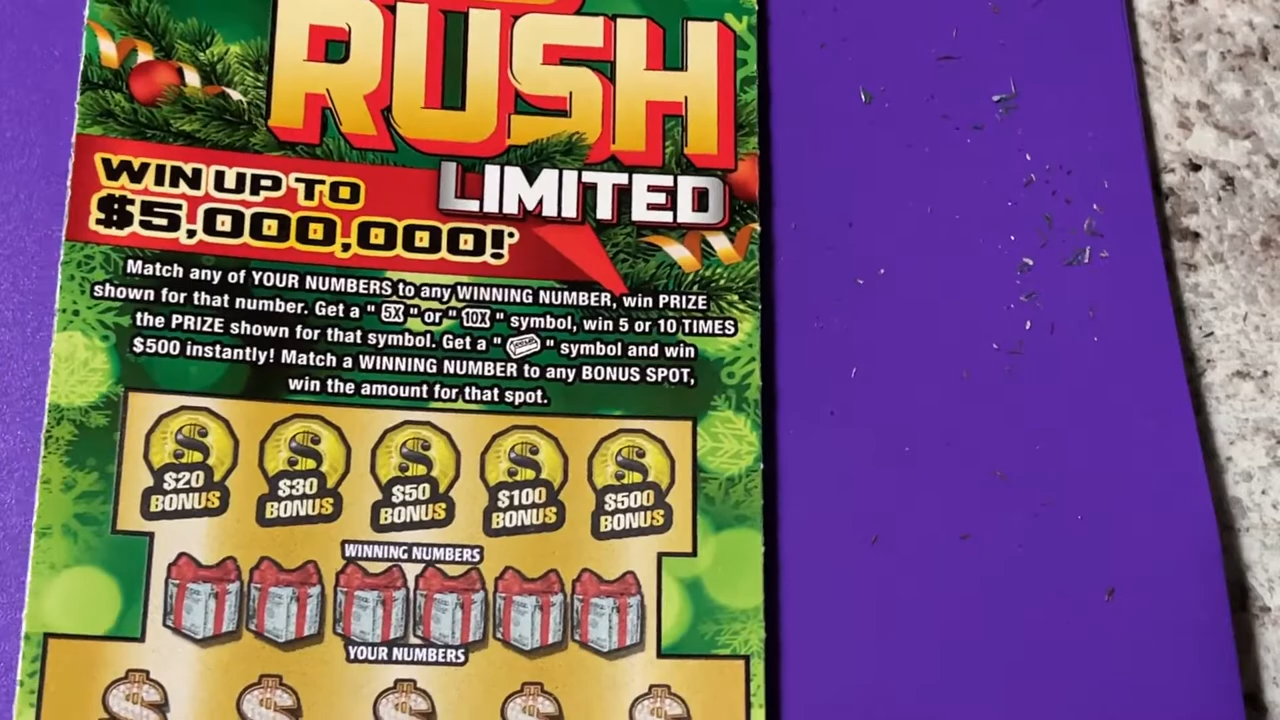 RUSH
LIMITED
WIN UP TO
$5,000,000!*
Match any of YOUR NUMBERS to any WINNING NUMBER, win PRIZE
shown for that number. Get a " 5X " or " 10X " symbol, win 5 or 10 TIMES
the PRIZE shown for that symbol. Get a " " symbol and win
$500 instantly! Match a WINNING NUMBER to any BONUS SPOT,
win the amount for that spot.
$ $ $ $ $
$20 $30 $50 $100 $500
BONUS BONUS BONUS BONUS BONUS
WINNING NUMBERS
YOUR NUMBERS
$ $ $ $ $